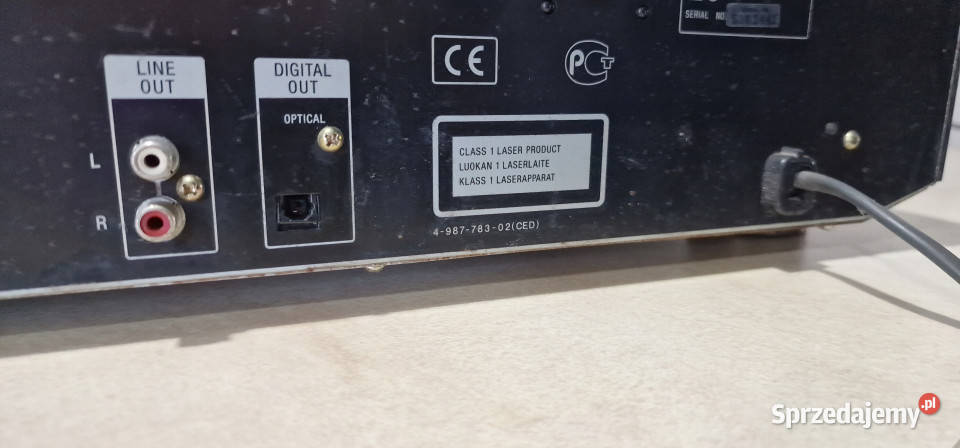 SERIAL NO.
LINE
OUT
DIGITAL
OUT
OPTICAL
L
R
CE
PCT
CLASS 1 LASER PRODUCT
LUOKAN 1 LASERLAITE
KLASS 1 LASERAPPARAT
4-987-783-02(CED)
Sprzedajemy.pl